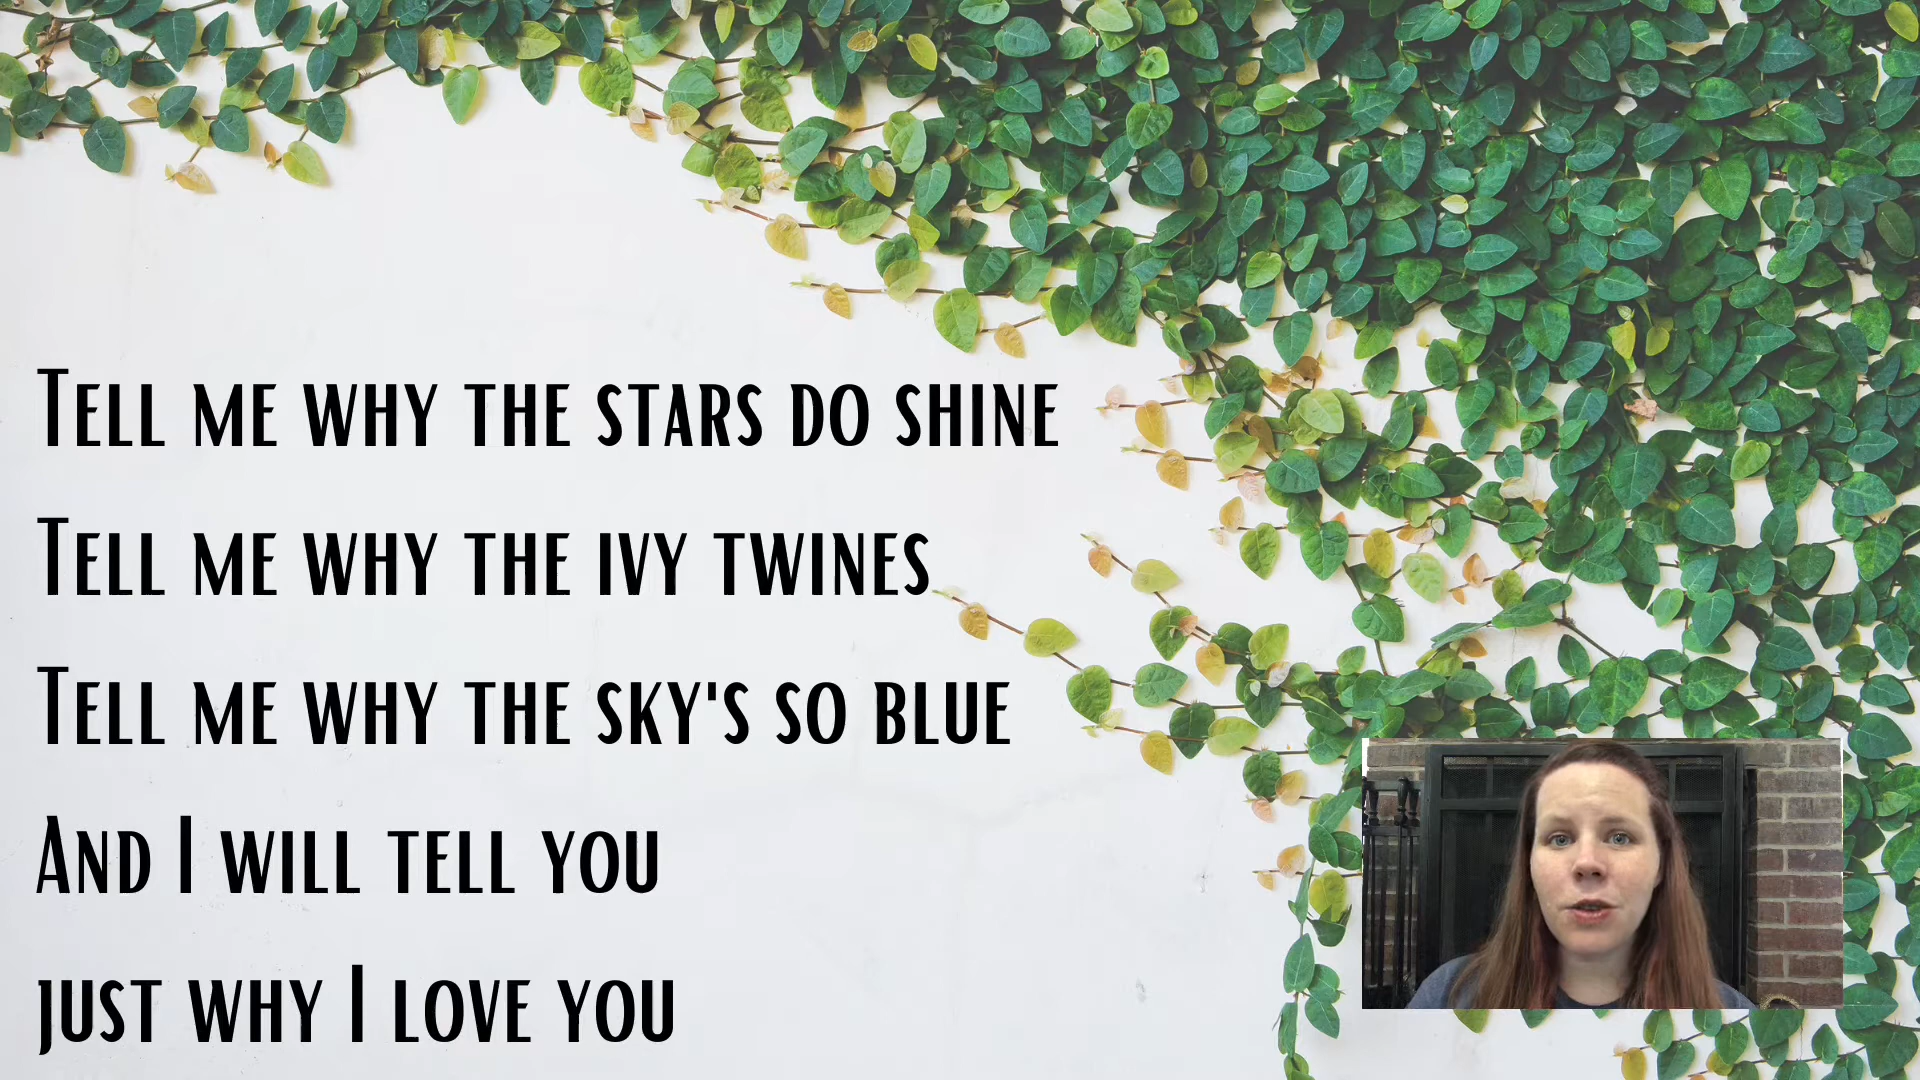 Tell me why the stars do shine
Tell me why the ivy twines
Tell me why the sky's so blue
And I will tell you
just why I love you